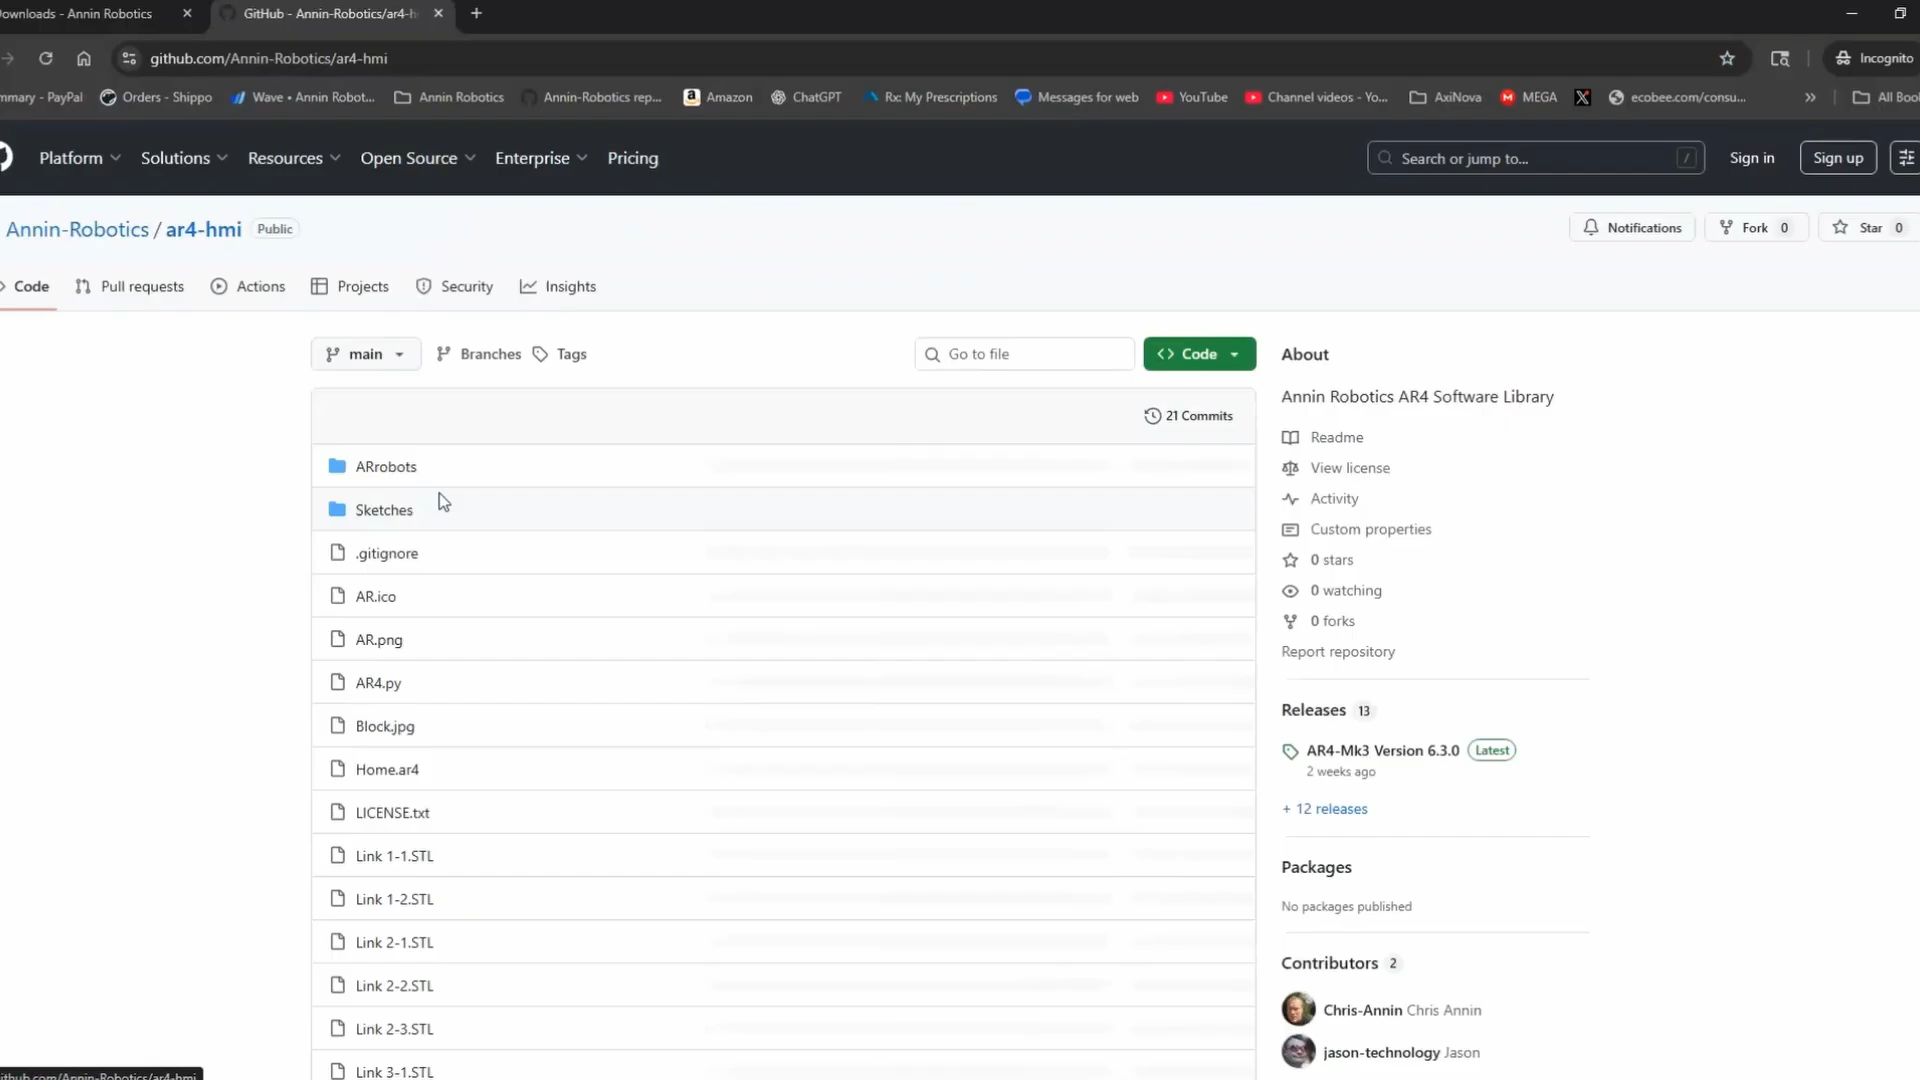 ownloads - Annin Robotics
GitHub - Annin-Robotics/ar4-h
github.com/Annin-Robotics/ar4-hmi
Incognito
mmary - PayPal
Orders - Shippo
Wave • Annin Robot...
Annin Robotics
Annin-Robotics rep...
Amazon
ChatGPT
Rx: My Prescriptions
Messages for web
YouTube
Channel videos - Yo...
AxiNova
MEGA
ecobee.com/consu...
»
All Bool
Platform
Solutions
Resources
Open Source
Enterprise
Pricing
Search or jump to...
/
Sign in
Sign up
Annin-Robotics / ar4-hmi
Public
Notifications
Fork 0
Star 0
Code
Pull requests
Actions
Projects
Security
Insights
main
Branches
Tags
Go to file
Code
21 Commits
ARrobots
Sketches
.gitignore
AR.ico
AR.png
AR4.py
Block.jpg
Home.ar4
LICENSE.txt
Link 1-1.STL
Link 1-2.STL
Link 2-1.STL
Link 2-2.STL
Link 2-3.STL
Link 3-1.STL
About
Annin Robotics AR4 Software Library
Readme
View license
Activity
Custom properties
0 stars
0 watching
0 forks
Report repository
Releases 13
AR4-Mk3 Version 6.3.0 Latest
2 weeks ago
+ 12 releases
Packages
No packages published
Contributors 2
Chris-Annin Chris Annin
jason-technology Jason
ithub.com/Annin-Robotics/ar4-hmi